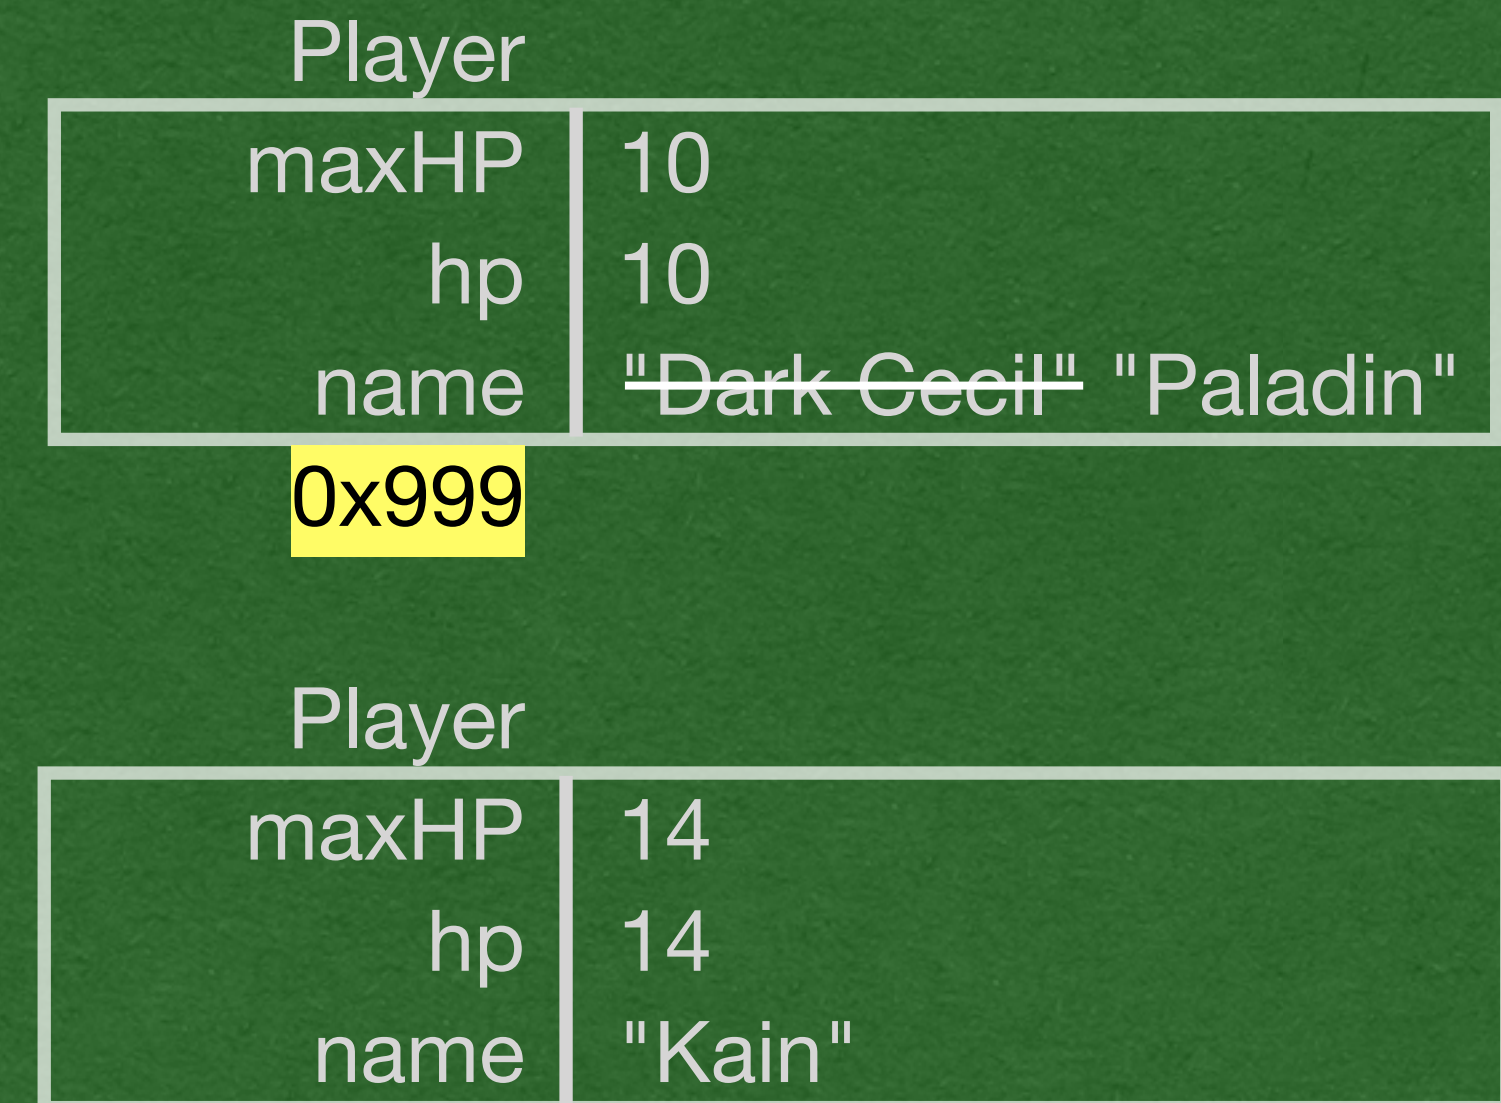 Player
maxHP 10
hp 10
name "Dark Cecil" "Paladin"
0x999
Player
maxHP 14
hp 14
name "Kain"